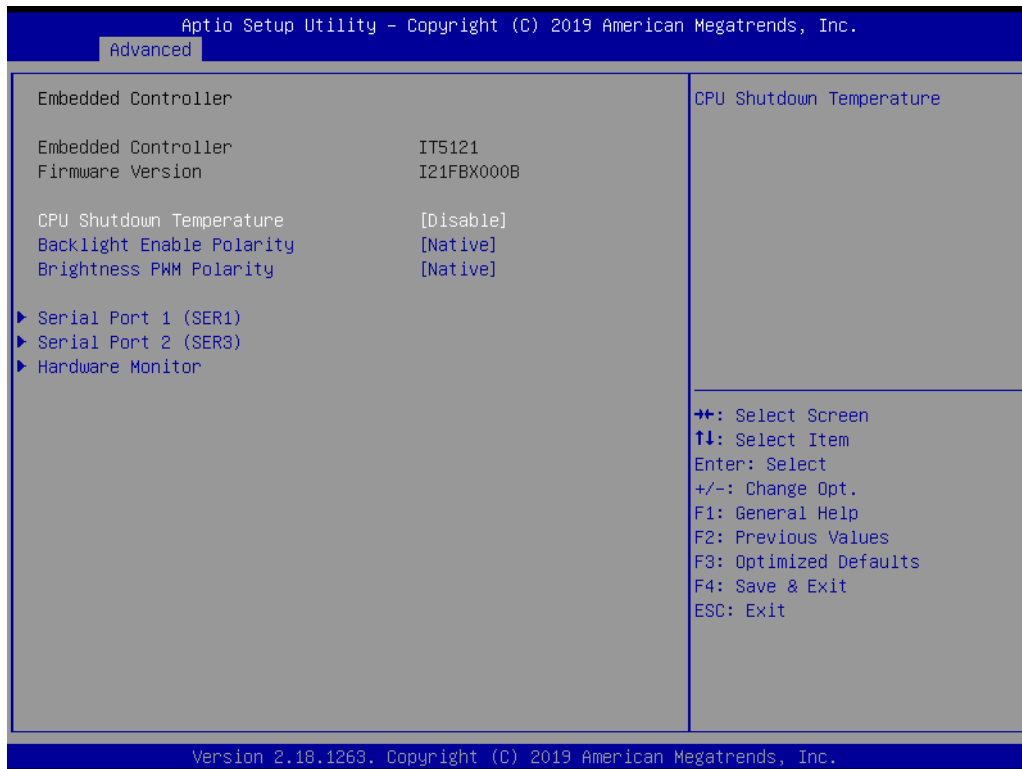 Aptio Setup Utility – Copyright (C) 2019 American Megatrends, Inc.
Advanced
Embedded Controller
Embedded Controller IT5121
Firmware Version I21FBX000B
CPU Shutdown Temperature [Disable]
Backlight Enable Polarity [Native]
Brightness PWM Polarity [Native]
Serial Port 1 (SER1)
Serial Port 2 (SER3)
Hardware Monitor
CPU Shutdown Temperature
→←: Select Screen
↑↓: Select Item
Enter: Select
+/-: Change Opt.
F1: General Help
F2: Previous Values
F3: Optimized Defaults
F4: Save & Exit
ESC: Exit
Version 2.18.1263. Copyright (C) 2019 American Megatrends, Inc.